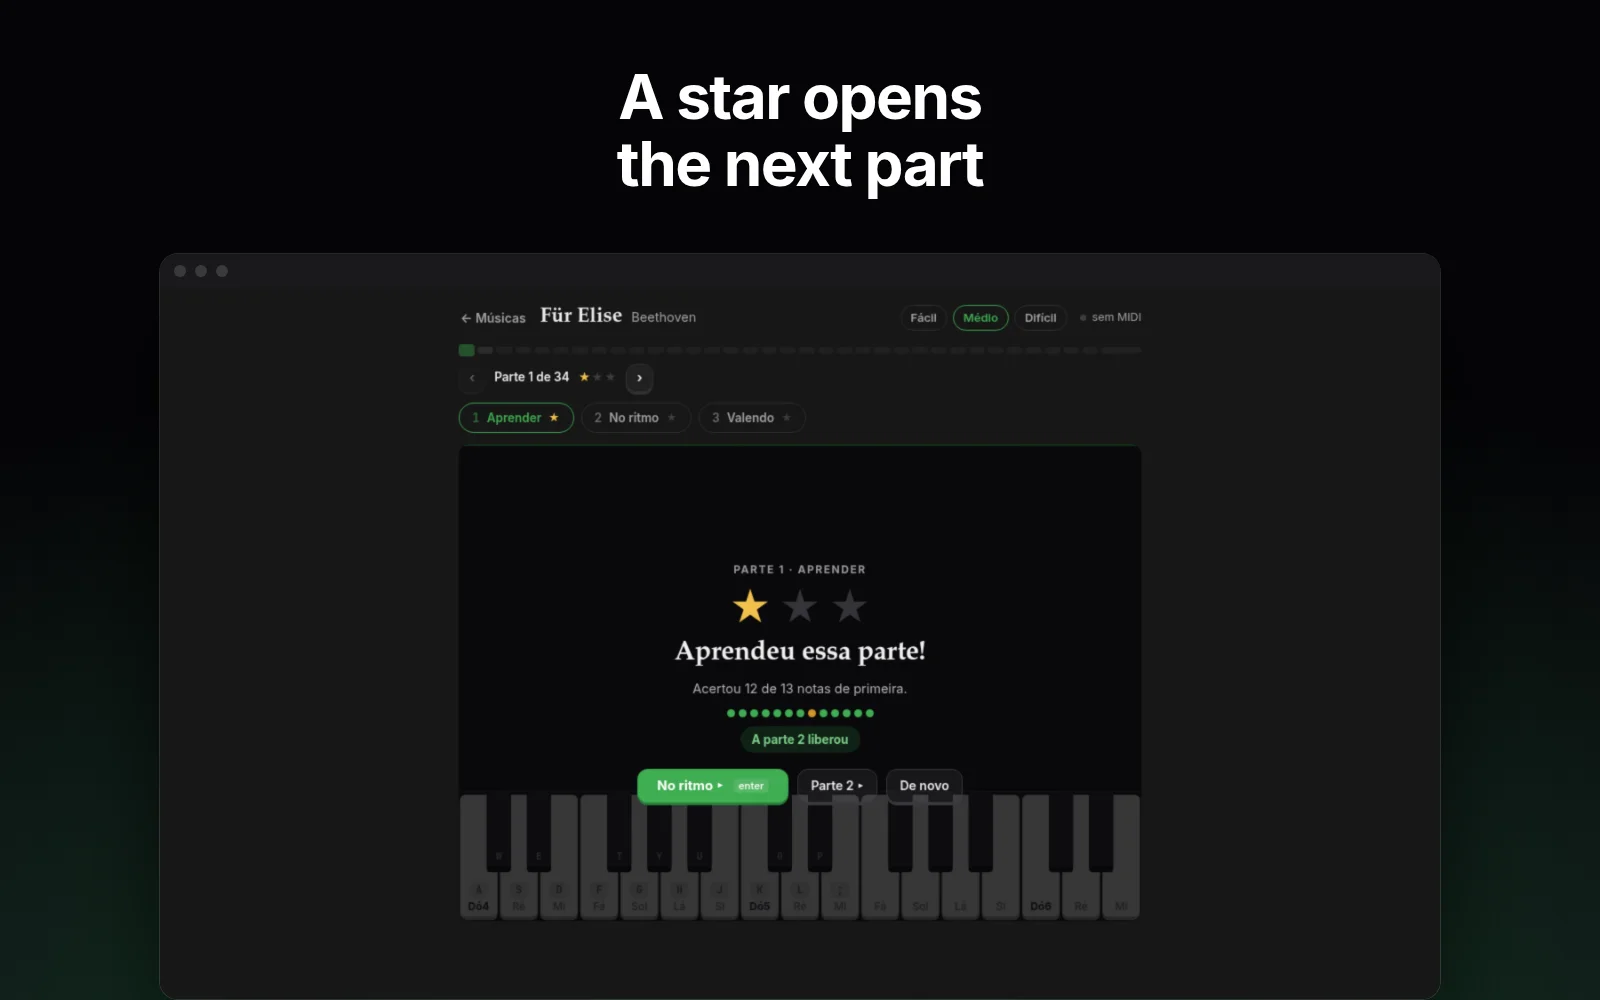 A star opens
the next part
← Músicas Für Elise Beethoven Fácil Médio Difícil sem MIDI
‹ Parte 1 de 34 ★★★ ›
1 Aprender ★ 2 No ritmo ★ 3 Valendo ★
PARTE 1 · APRENDER
★ ★ ★
Aprendeu essa parte!
Acertou 12 de 13 notas de primeira.
A parte 2 liberou
No ritmo ▸ enter Parte 2 ▸ De novo
W E T Y U O P
A S D F G H J K L ;
Dó4 Ré Mi Fá Sol Lá Si Dó5 Ré Mi Fá Sol Lá Si Dó6 Ré Mi